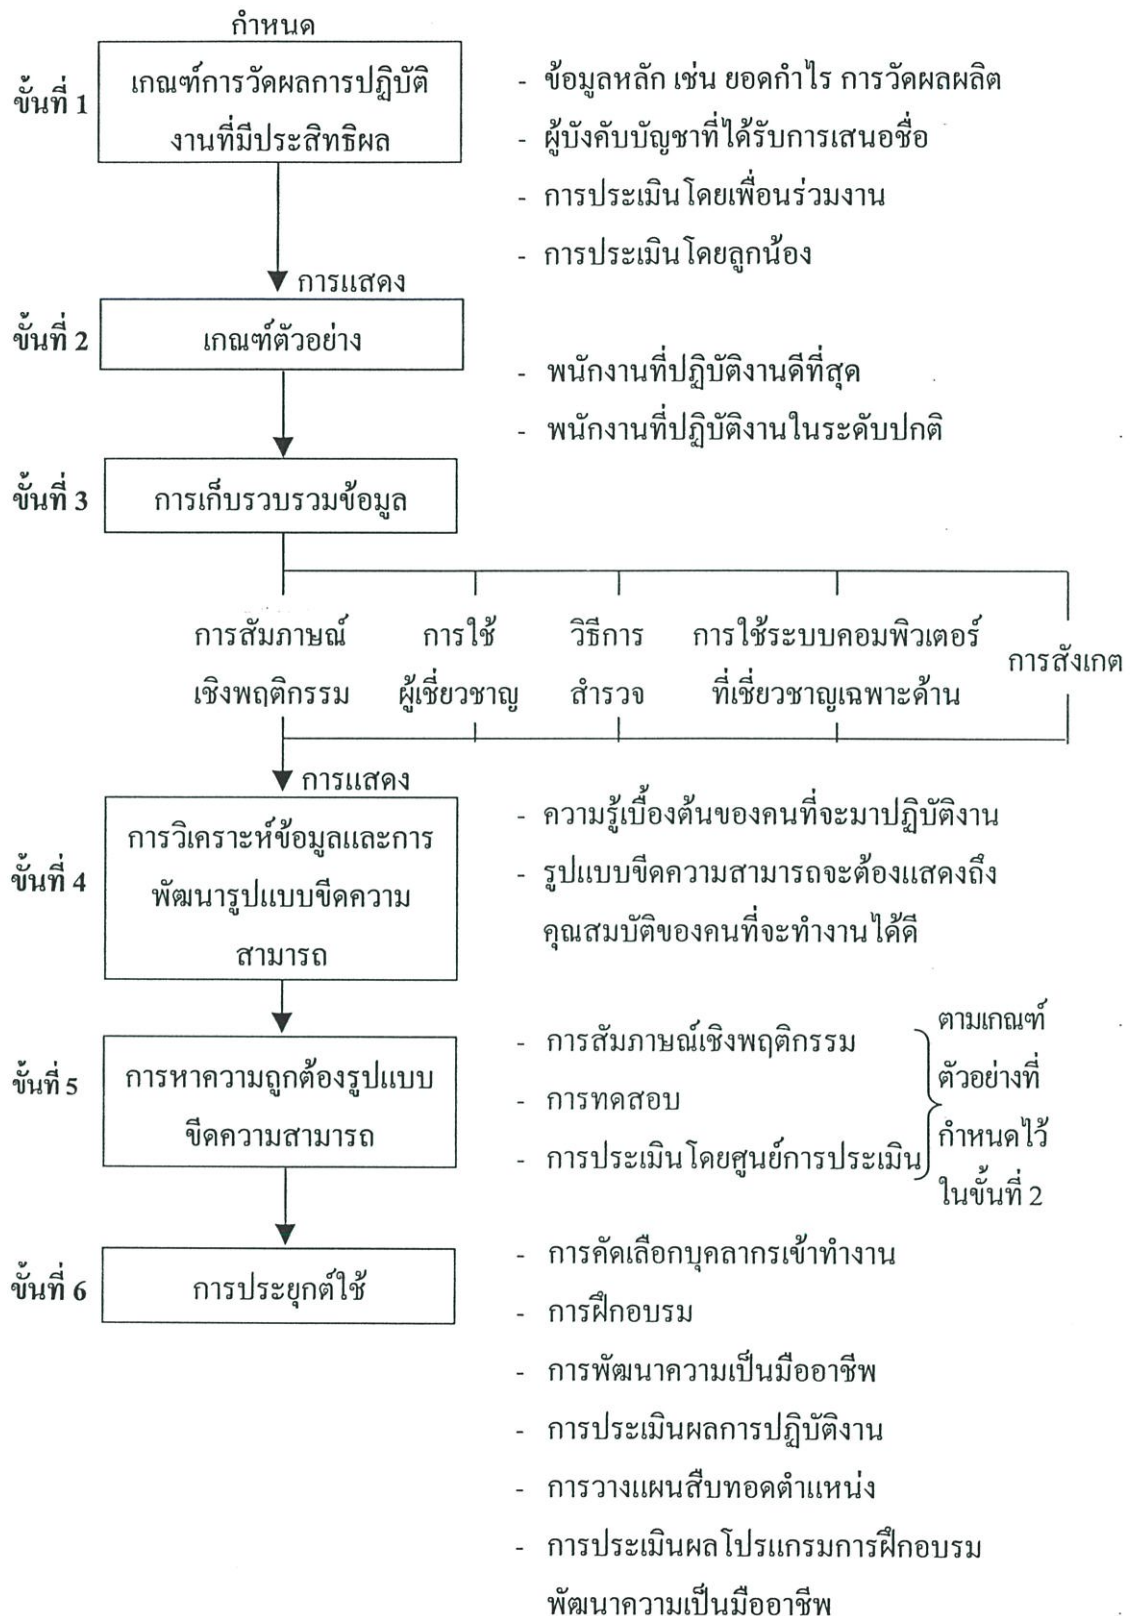 กำหนด
ขั้นที่ 1
เกณฑ์การวัดผลการปฏิบัติ
งานที่มีประสิทธิผล
- ข้อมูลหลัก เช่น ยอดกำไร การวัดผลผลิต
- ผู้บังคับบัญชาที่ได้รับการเสนอชื่อ
- การประเมินโดยเพื่อนร่วมงาน
- การประเมินโดยลูกน้อง
การแสดง
ขั้นที่ 2
เกณฑ์ตัวอย่าง
- พนักงานที่ปฏิบัติงานดีที่สุด
- พนักงานที่ปฏิบัติงานในระดับปกติ
ขั้นที่ 3
การเก็บรวบรวมข้อมูล
การสัมภาษณ์
เชิงพฤติกรรม
การใช้
ผู้เชี่ยวชาญ
วิธีการ
สำรวจ
การใช้ระบบคอมพิวเตอร์
ที่เชี่ยวชาญเฉพาะด้าน
การสังเกต
การแสดง
ขั้นที่ 4
การวิเคราะห์ข้อมูลและการ
พัฒนารูปแบบขีดความ
สามารถ
- ความรู้เบื้องต้นของคนที่จะมาปฏิบัติงาน
- รูปแบบขีดความสามารถจะต้องแสดงถึง
คุณสมบัติของคนที่จะทำงานได้ดี
ขั้นที่ 5
การหาความถูกต้องรูปแบบ
ขีดความสามารถ
- การสัมภาษณ์เชิงพฤติกรรม
- การทดสอบ
- การประเมินโดยศูนย์การประเมิน
ตามเกณฑ์
ตัวอย่างที่
กำหนดไว้
ในขั้นที่ 2
ขั้นที่ 6
การประยุกต์ใช้
- การคัดเลือกบุคลากรเข้าทำงาน
- การฝึกอบรม
- การพัฒนาความเป็นมืออาชีพ
- การประเมินผลการปฏิบัติงาน
- การวางแผนสืบทอดตำแหน่ง
- การประเมินผลโปรแกรมการฝึกอบรม
พัฒนาความเป็นมืออาชีพ